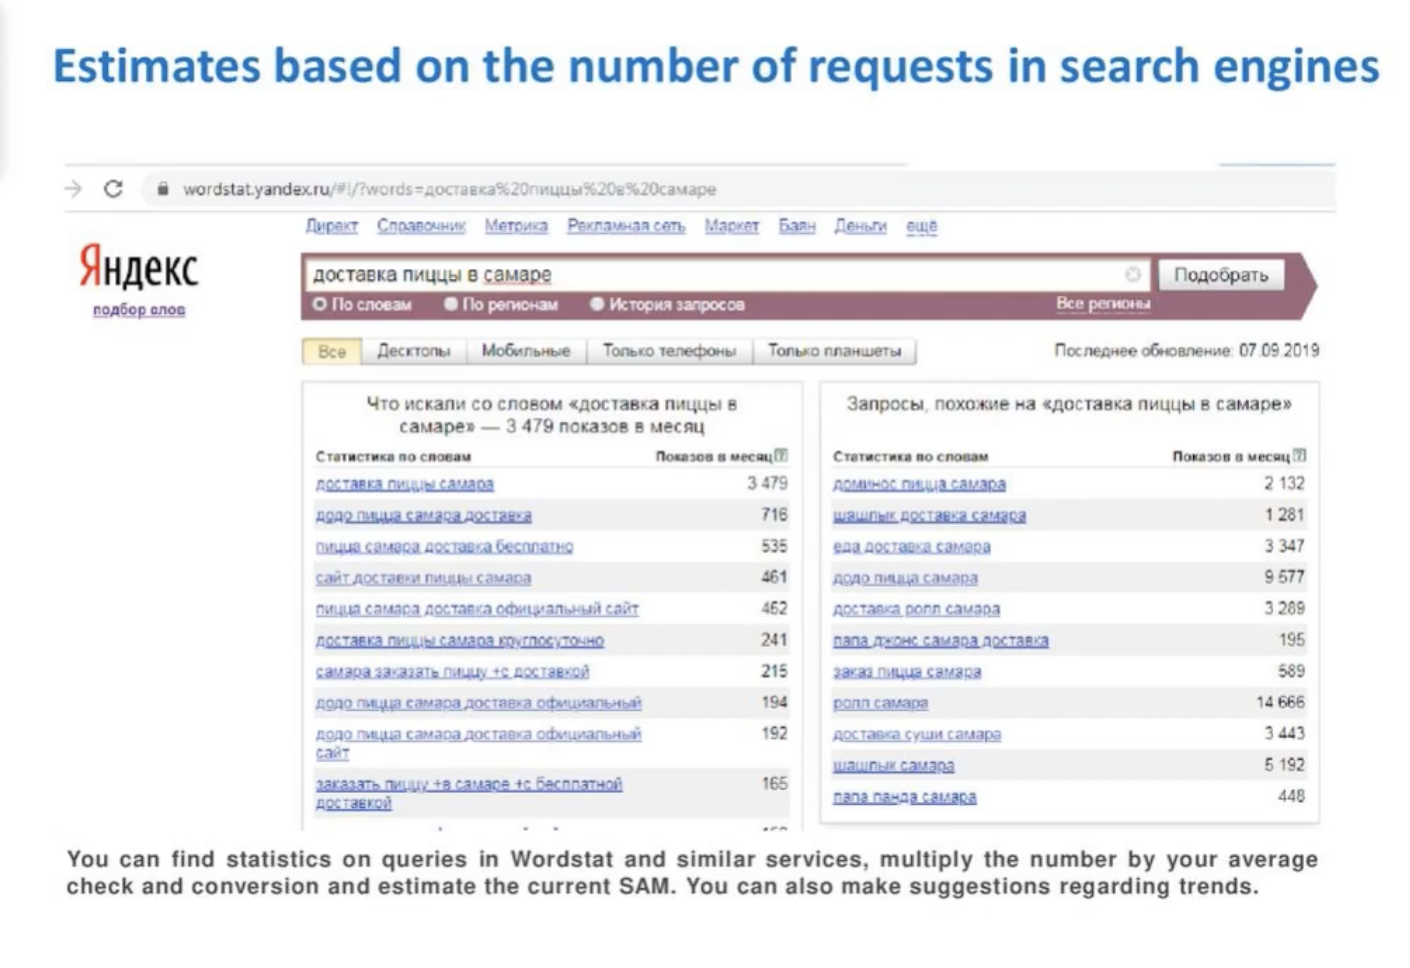 Estimates based on the number of requests in search engines
wordstat.yandex.ru/#!/?words=доставка%20пиццы%20в%20самаре
Директ Справочник Метрика Рекламная сеть Маркет Баян Деньги ещё
Яндекс
подбор слов
доставка пиццы в самаре
Подобрать
По словам По регионам История запросов Все регионы
Все Десктопы Мобильные Только телефоны Только планшеты
Последнее обновление: 07.09.2019
Что искали со словом «доставка пиццы в
самаре» — 3 479 показов в месяц
Статистика по словам Показов в месяц
доставка пиццы самара 3 479
додо пицца самара доставка 716
пицца самара доставка бесплатно 535
сайт доставки пиццы самара 461
пицца самара доставка официальный сайт 452
доставка пиццы самара круглосуточно 241
самара заказать пиццу +с доставкой 215
додо пицца самара доставка официальный 194
додо пицца самара доставка официальный 192
сайт
заказать пиццу +в самаре +с бесплатной 165
доставкой
Запросы, похожие на «доставка пиццы в самаре»
Статистика по словам Показов в месяц
доминос пицца самара 2 132
шашлык доставка самара 1 281
еда доставка самара 3 347
додо пицца самара 9 577
доставка ролл самара 3 289
папа джонс самара доставка 195
заказ пицца самара 589
ролл самара 14 666
доставка суши самара 3 443
шашлык самара 5 192
папа панда самара 448
You can find statistics on queries in Wordstat and similar services, multiply the number by your average
check and conversion and estimate the current SAM. You can also make suggestions regarding trends.